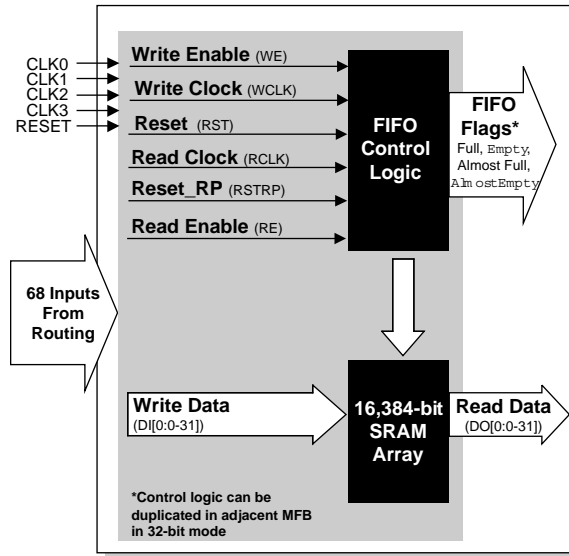 CLK0
CLK1
CLK2
CLK3
RESET
Write Enable (WE)
Write Clock (WCLK)
Reset (RST)
Read Clock (RCLK)
Reset_RP (RSTRP)
Read Enable (RE)
FIFO
Control
Logic
FIFO
Flags*
Full, Empty,
Almost Full,
AlmostEmpty
68 Inputs
From
Routing
Write Data
(DI[0:0-31])
16,384-bit
SRAM
Array
Read Data
(DO[0:0-31])
*Control logic can be
duplicated in adjacent MFB
in 32-bit mode